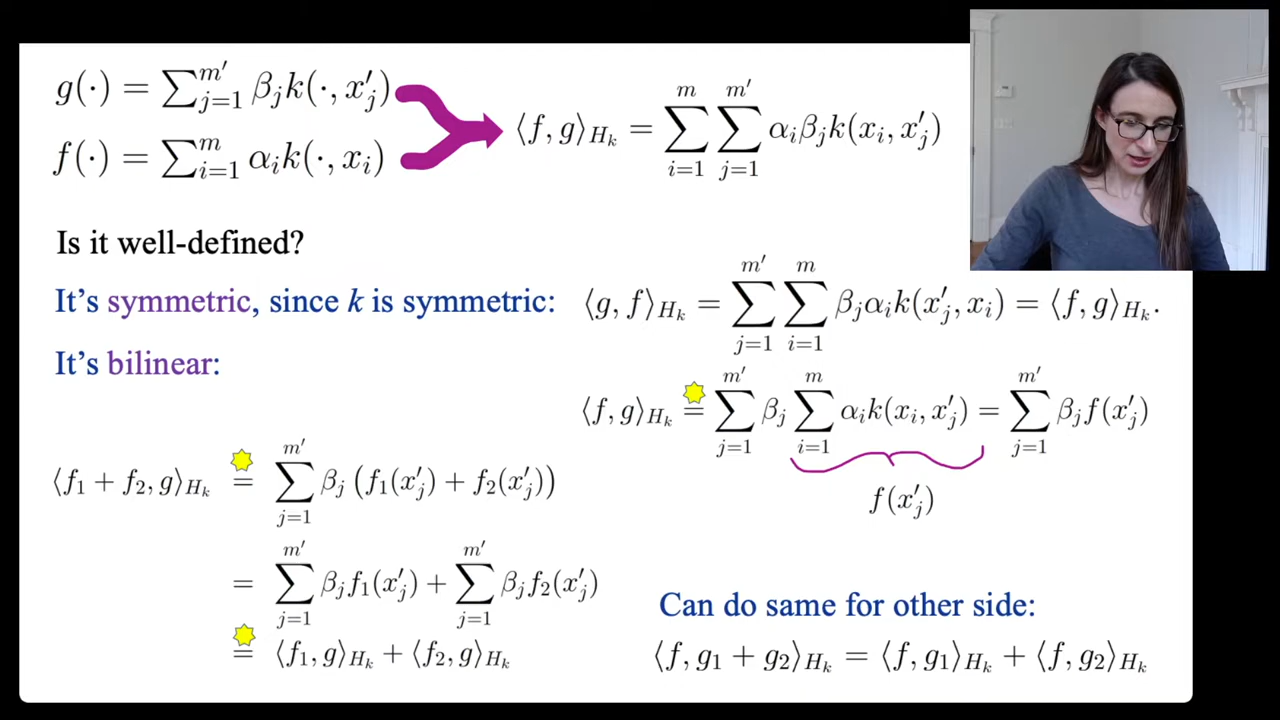 g(·) = ∑_{j=1}^{m′} β_j k(·, x′_j)
f(·) = ∑_{i=1}^{m} α_i k(·, x_i)
⟨f, g⟩_{H_k} = ∑_{i=1}^{m} ∑_{j=1}^{m′} α_i β_j k(x_i, x′_j)
Is it well-defined?
It's symmetric, since k is symmetric: ⟨g, f⟩_{H_k} = ∑_{j=1}^{m′} ∑_{i=1}^{m} β_j α_i k(x′_j, x_i) = ⟨f, g⟩_{H_k}.
It's bilinear:
⟨f, g⟩_{H_k} = ∑_{j=1}^{m′} β_j ∑_{i=1}^{m} α_i k(x_i, x′_j) = ∑_{j=1}^{m′} β_j f(x′_j)
f(x′_j)
⟨f_1 + f_2, g⟩_{H_k} = ∑_{j=1}^{m′} β_j (f_1(x′_j) + f_2(x′_j))
= ∑_{j=1}^{m′} β_j f_1(x′_j) + ∑_{j=1}^{m′} β_j f_2(x′_j)
= ⟨f_1, g⟩_{H_k} + ⟨f_2, g⟩_{H_k}
Can do same for other side:
⟨f, g_1 + g_2⟩_{H_k} = ⟨f, g_1⟩_{H_k} + ⟨f, g_2⟩_{H_k}